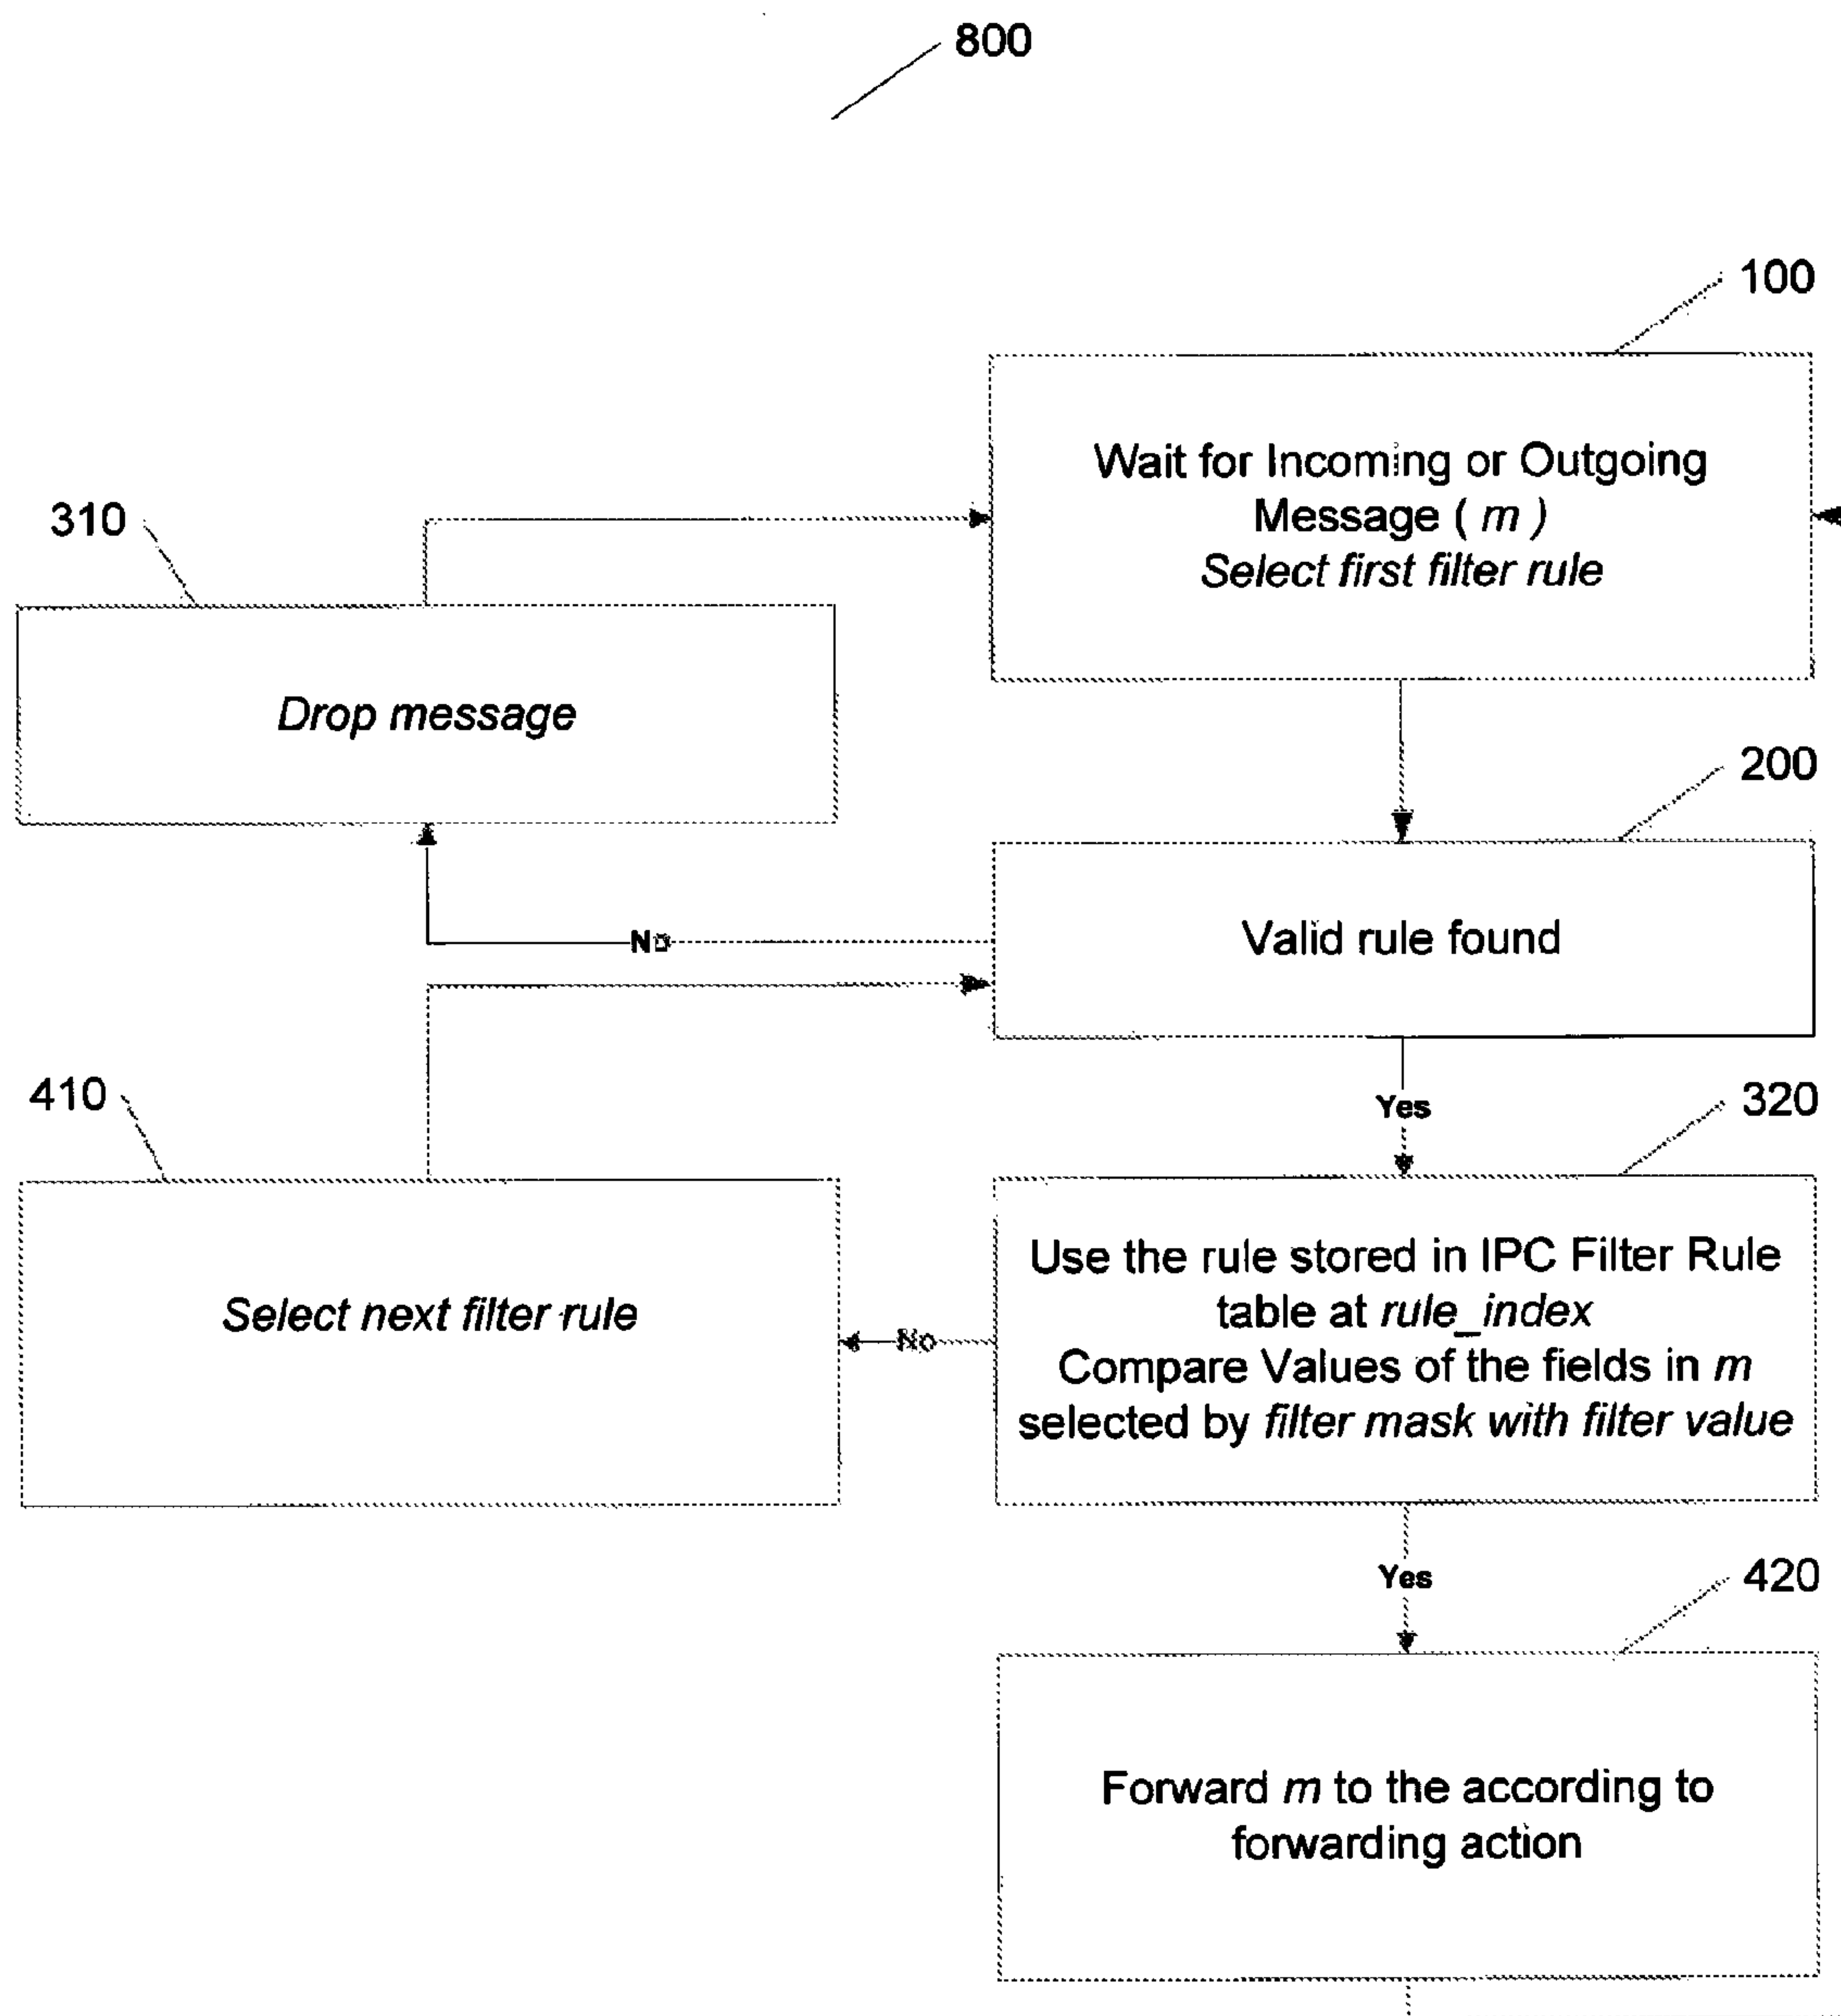 800
100
Wait for Incoming or Outgoing
Message ( m )
Select first filter rule
310
Drop message
200
Valid rule found
No
Yes
410
Select next filter rule
320
Use the rule stored in IPC Filter Rule
table at rule_index
Compare Values of the fields in m
selected by filter mask with filter value
No
Yes
420
Forward m to the according to
forwarding action